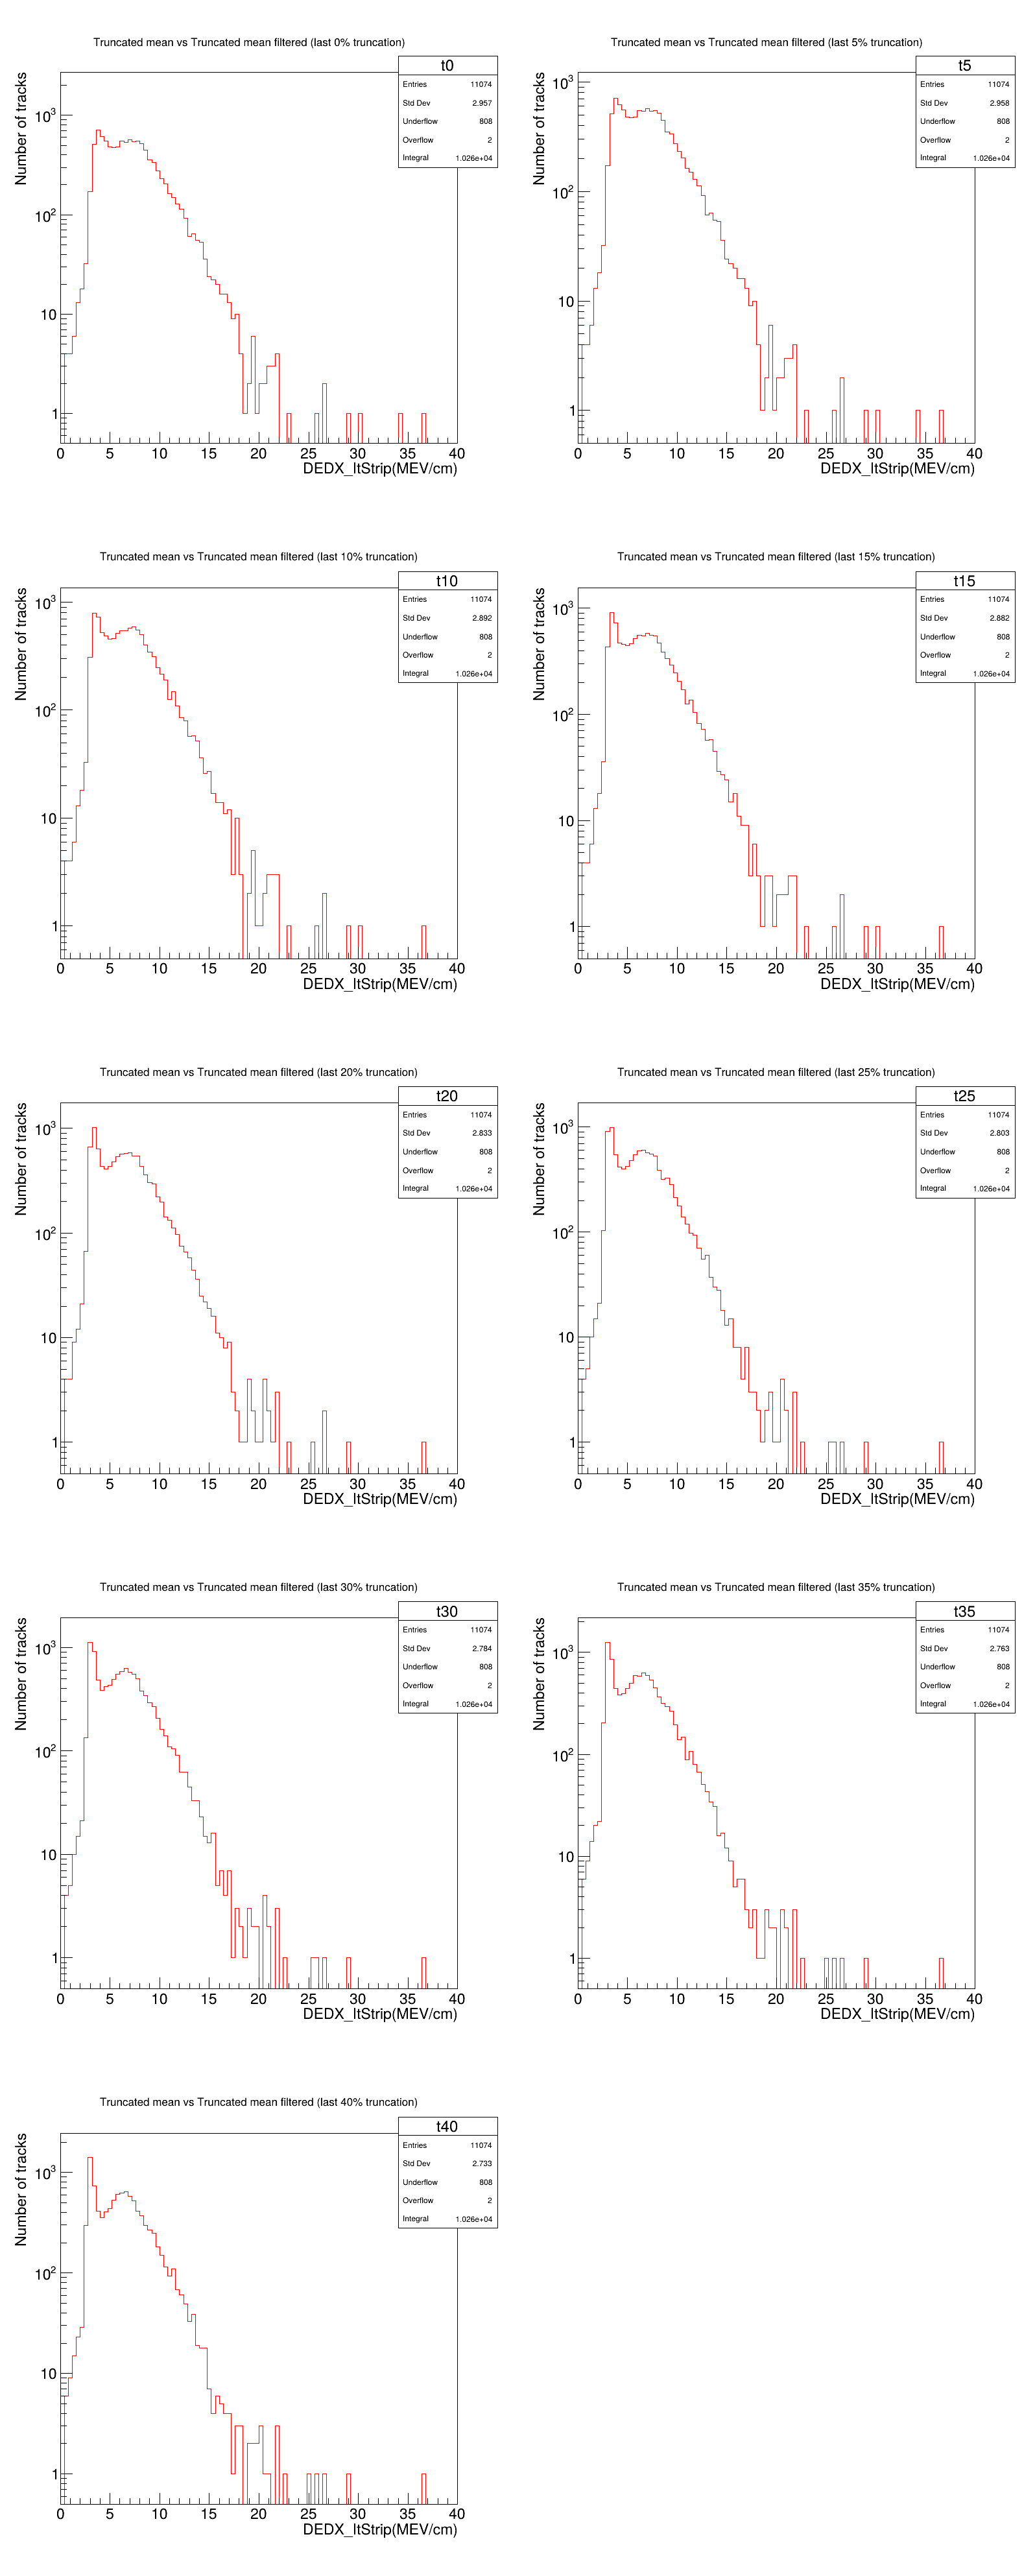 Truncated mean vs Truncated mean filtered (last 0% truncation)
t0
Entries 11074
Std Dev 2.957
Underflow 808
Overflow 2
Integral 1.026e+04
Number of tracks
10³
10²
10
1
0 5 10 15 20 25 30 35 40
DEDX_ItStrip(MEV/cm)
Truncated mean vs Truncated mean filtered (last 5% truncation)
t5
Entries 11074
Std Dev 2.958
Underflow 808
Overflow 2
Integral 1.026e+04
Number of tracks
10³
10²
10
1
0 5 10 15 20 25 30 35 40
DEDX_ItStrip(MEV/cm)
Truncated mean vs Truncated mean filtered (last 10% truncation)
t10
Entries 11074
Std Dev 2.892
Underflow 808
Overflow 2
Integral 1.026e+04
Number of tracks
10³
10²
10
1
0 5 10 15 20 25 30 35 40
DEDX_ItStrip(MEV/cm)
Truncated mean vs Truncated mean filtered (last 15% truncation)
t15
Entries 11074
Std Dev 2.882
Underflow 808
Overflow 2
Integral 1.026e+04
Number of tracks
10³
10²
10
1
0 5 10 15 20 25 30 35 40
DEDX_ItStrip(MEV/cm)
Truncated mean vs Truncated mean filtered (last 20% truncation)
t20
Entries 11074
Std Dev 2.833
Underflow 808
Overflow 2
Integral 1.026e+04
Number of tracks
10³
10²
10
1
0 5 10 15 20 25 30 35 40
DEDX_ItStrip(MEV/cm)
Truncated mean vs Truncated mean filtered (last 25% truncation)
t25
Entries 11074
Std Dev 2.803
Underflow 808
Overflow 2
Integral 1.026e+04
Number of tracks
10³
10²
10
1
0 5 10 15 20 25 30 35 40
DEDX_ItStrip(MEV/cm)
Truncated mean vs Truncated mean filtered (last 30% truncation)
t30
Entries 11074
Std Dev 2.784
Underflow 808
Overflow 2
Integral 1.026e+04
Number of tracks
10³
10²
10
1
0 5 10 15 20 25 30 35 40
DEDX_ItStrip(MEV/cm)
Truncated mean vs Truncated mean filtered (last 35% truncation)
t35
Entries 11074
Std Dev 2.763
Underflow 808
Overflow 2
Integral 1.026e+04
Number of tracks
10³
10²
10
1
0 5 10 15 20 25 30 35 40
DEDX_ItStrip(MEV/cm)
Truncated mean vs Truncated mean filtered (last 40% truncation)
t40
Entries 11074
Std Dev 2.733
Underflow 808
Overflow 2
Integral 1.026e+04
Number of tracks
10³
10²
10
1
0 5 10 15 20 25 30 35 40
DEDX_ItStrip(MEV/cm)